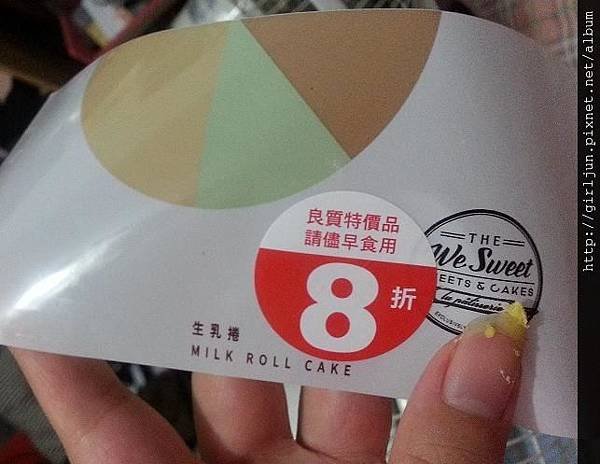 良質特價品
請儘早食用
8折
THE
We Sweet
EETS & CAKES
la pâtisserie
生乳捲
MILK ROLL CAKE
http://girljun.pixnet.net/album